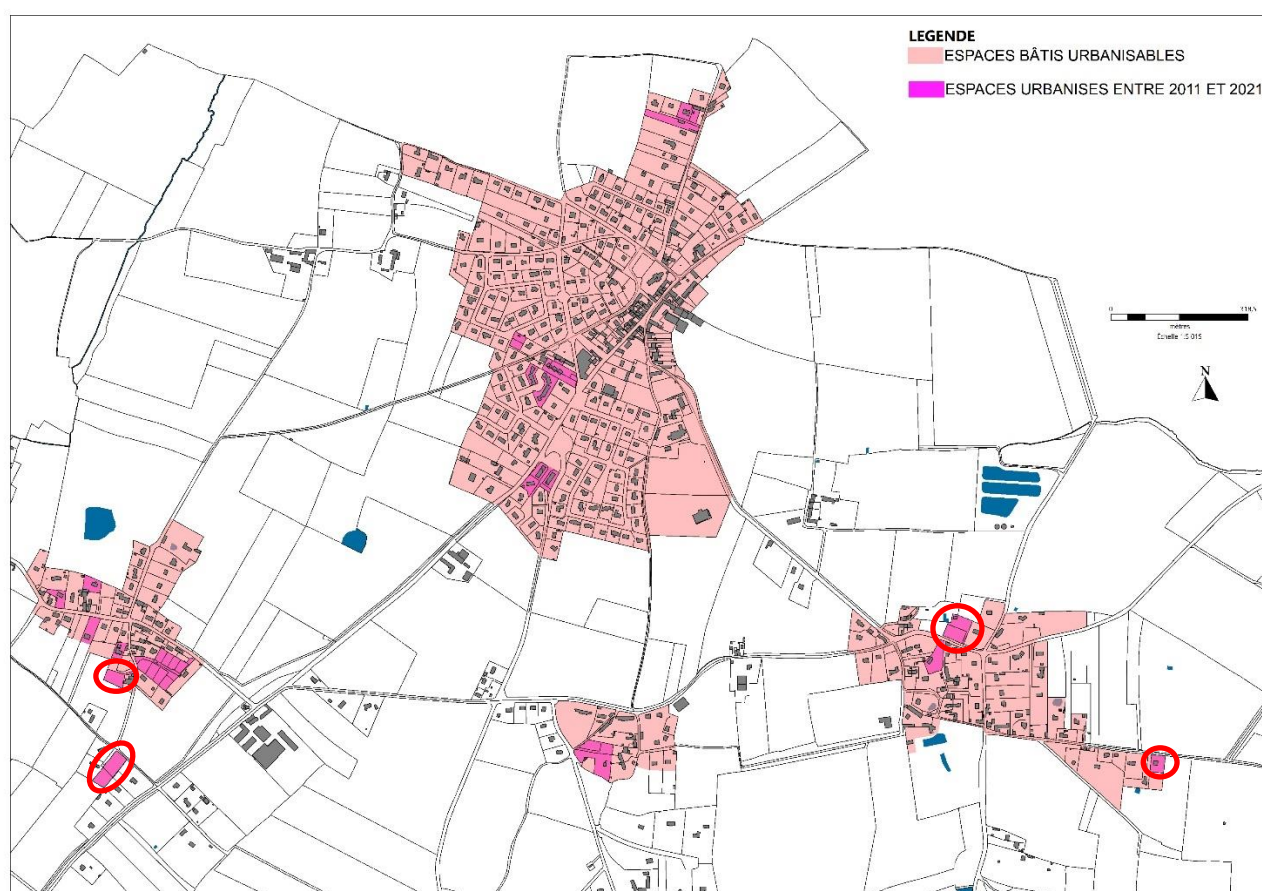 LEGENDE
ESPACES BÂTIS URBANISABLES
ESPACES URBANISES ENTRE 2011 ET 2021
0
mètres
N